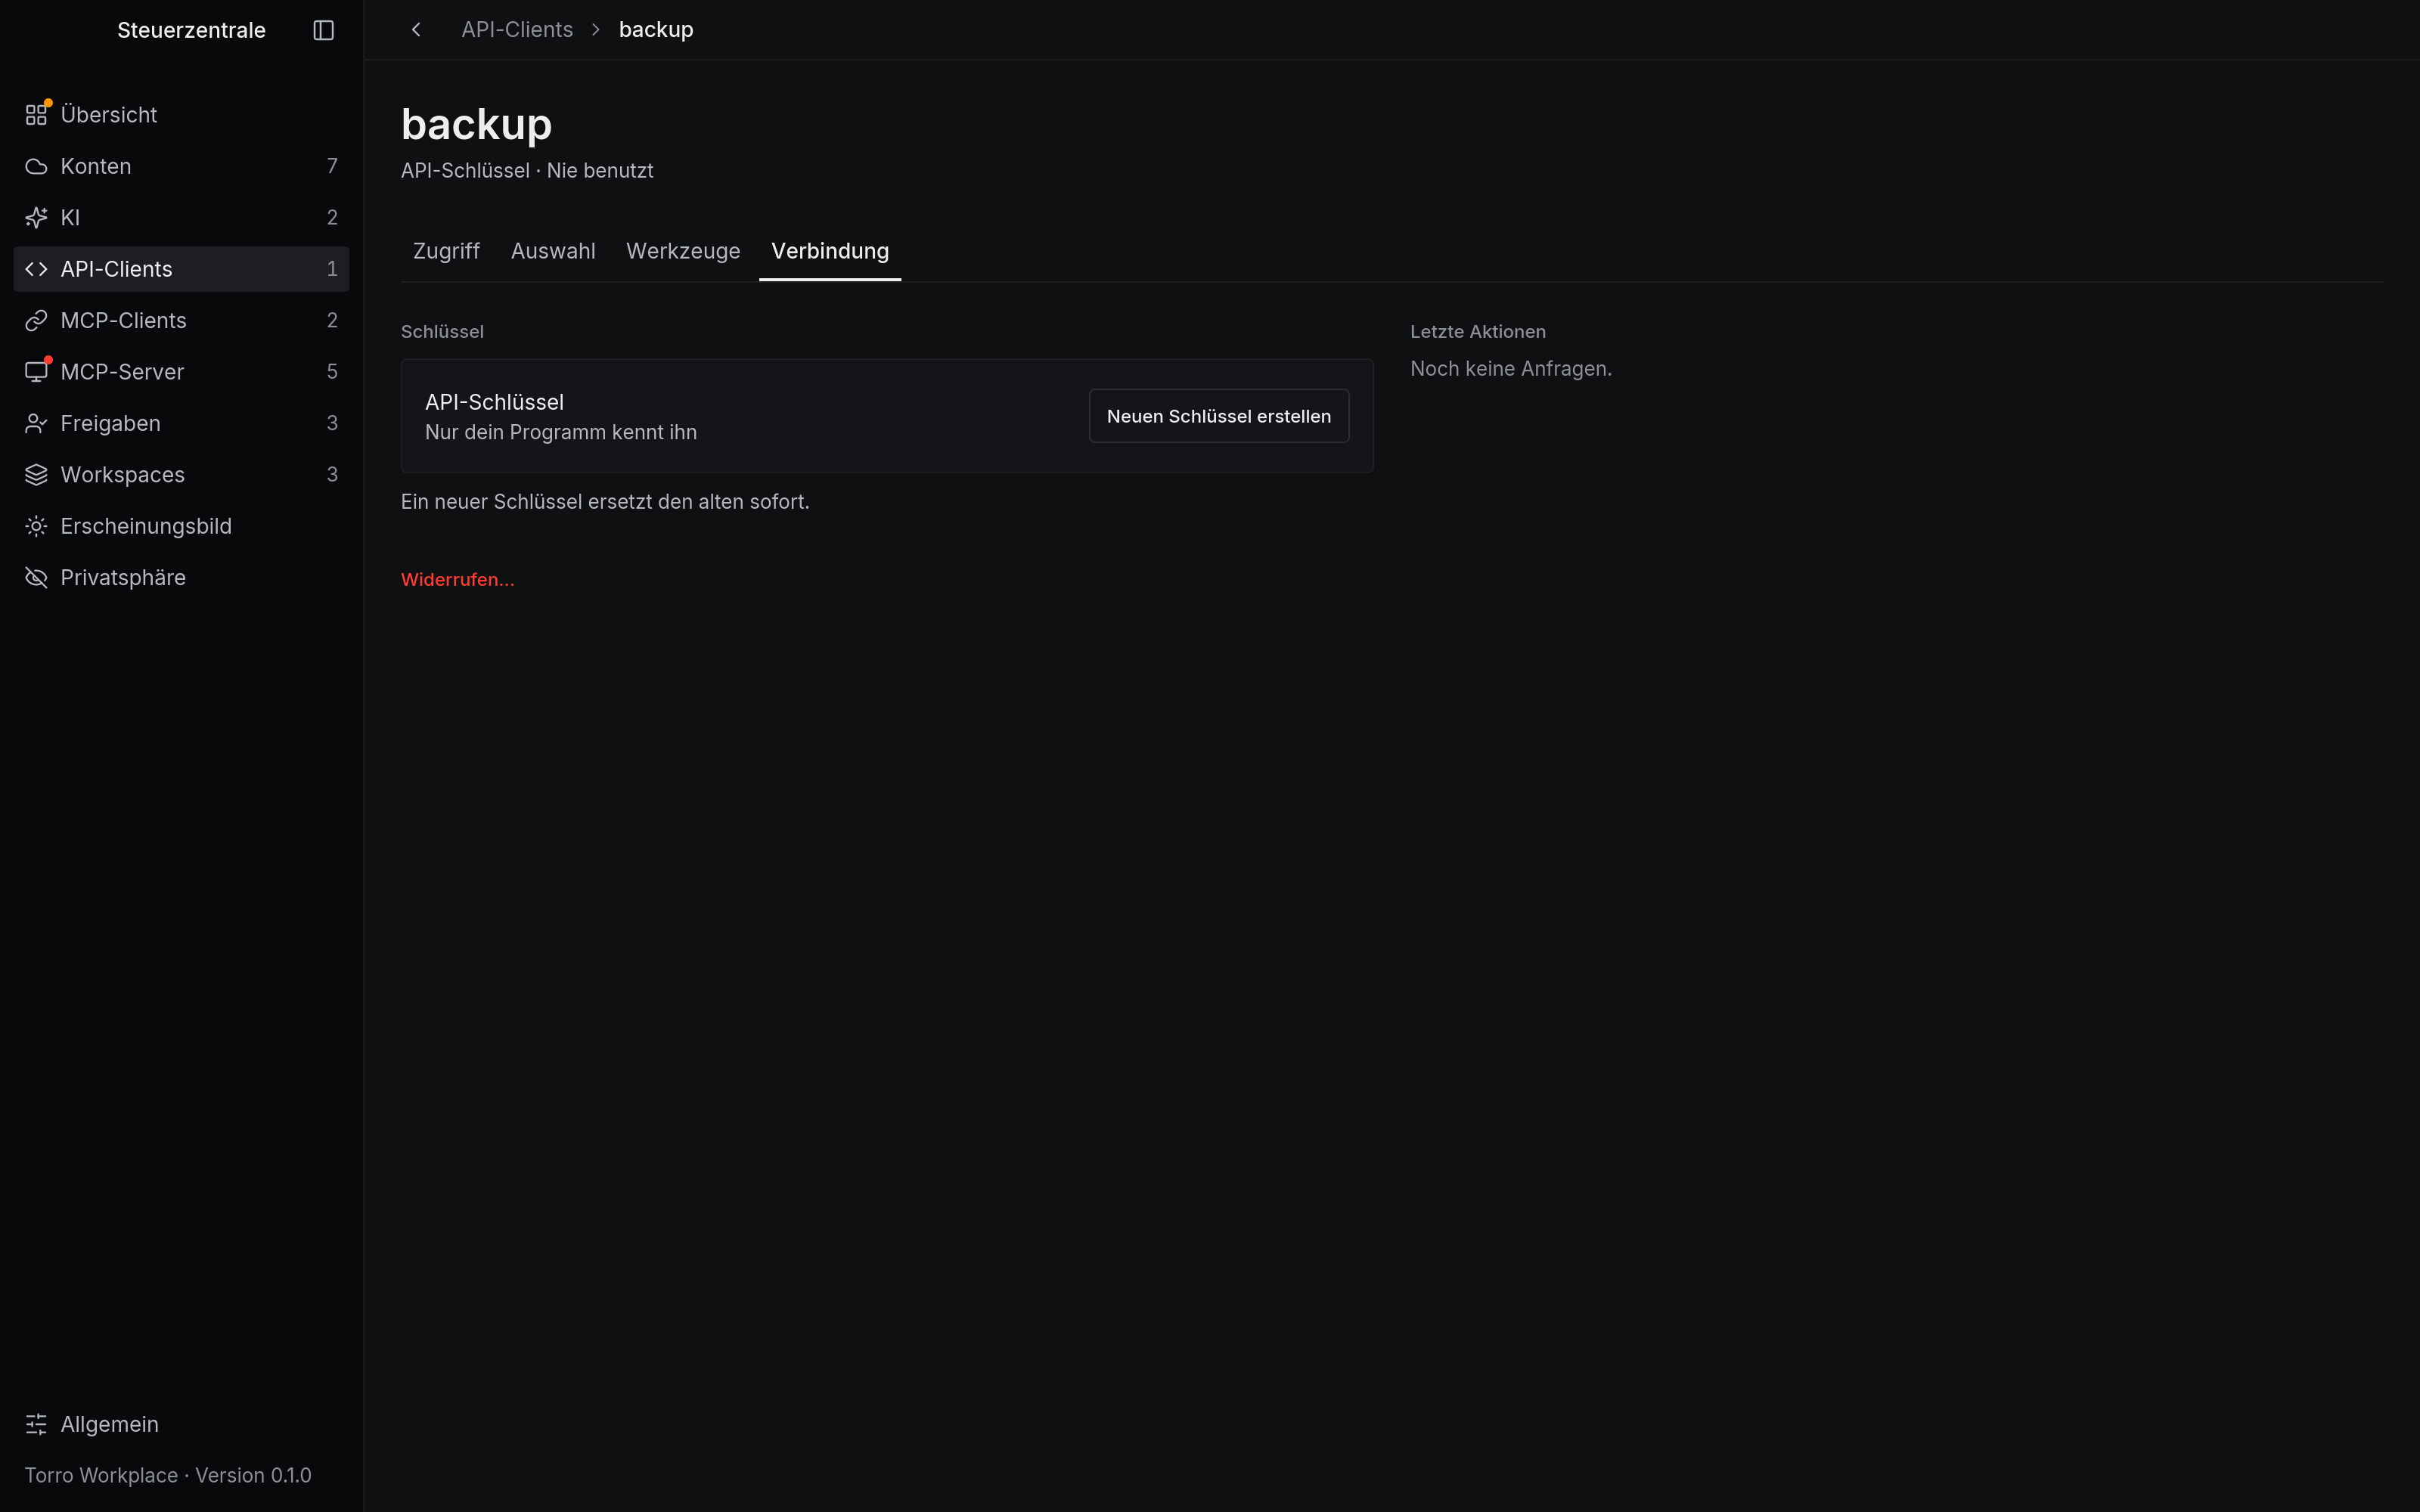 Steuerzentrale
Übersicht
Konten 7
KI 2
API-Clients 1
MCP-Clients 2
MCP-Server 5
Freigaben 3
Workspaces 3
Erscheinungsbild
Privatsphäre
Allgemein
Torro Workplace · Version 0.1.0
API-Clients > backup
backup
API-Schlüssel · Nie benutzt
Zugriff Auswahl Werkzeuge Verbindung
Schlüssel
API-Schlüssel
Nur dein Programm kennt ihn
Neuen Schlüssel erstellen
Ein neuer Schlüssel ersetzt den alten sofort.
Widerrufen...
Letzte Aktionen
Noch keine Anfragen.